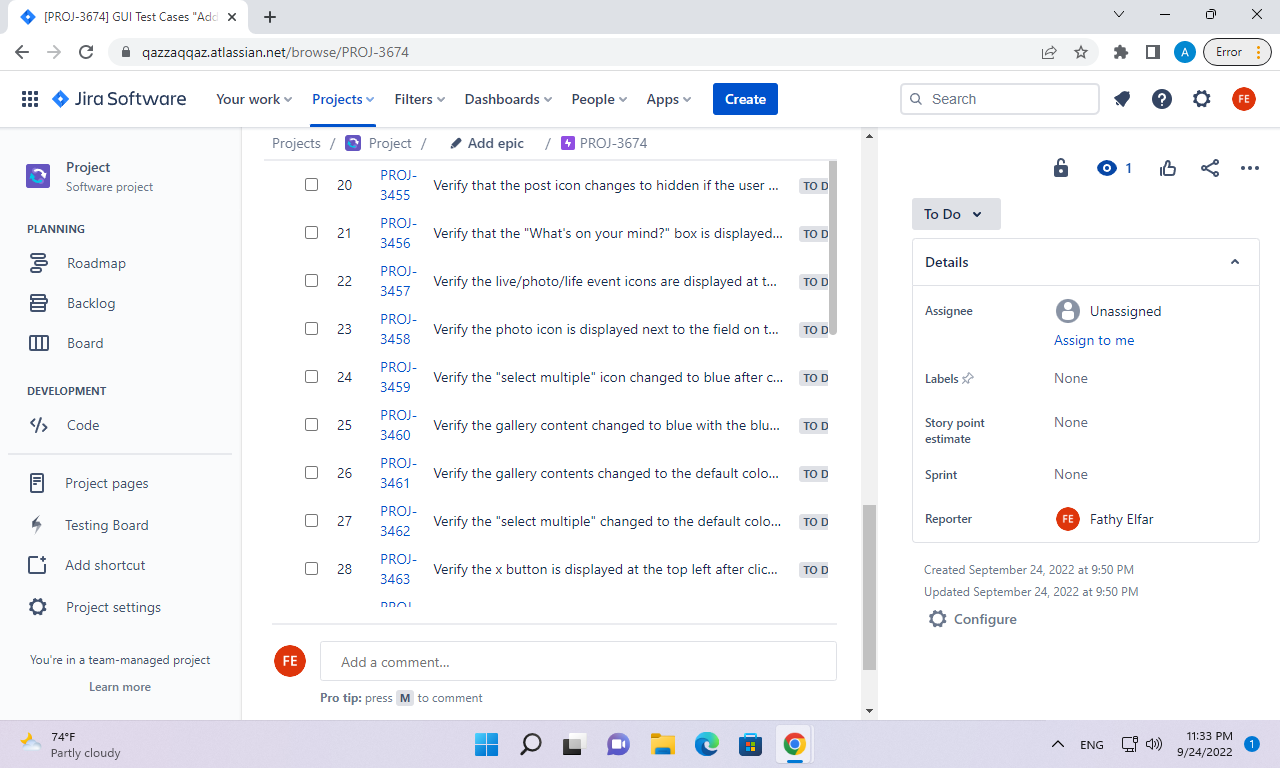 [PROJ-3674] GUI Test Cases "Add
qazzaqqaz.atlassian.net/browse/PROJ-3674
A
Error
Jira Software
Your work
Projects
Filters
Dashboards
People
Apps
Create
Search
FE
Project
Software project
PLANNING
Roadmap
Backlog
Board
DEVELOPMENT
Code
Project pages
Testing Board
Add shortcut
Project settings
You're in a team-managed project
Learn more
Projects / Project / Add epic / PROJ-3674
20 PROJ-3455 Verify that the post icon changes to hidden if the user ... TO D
21 PROJ-3456 Verify that the "What's on your mind?" box is displayed... TO D
22 PROJ-3457 Verify the live/photo/life event icons are displayed at t... TO D
23 PROJ-3458 Verify the photo icon is displayed next to the field on t... TO D
24 PROJ-3459 Verify the "select multiple" icon changed to blue after c... TO D
25 PROJ-3460 Verify the gallery content changed to blue with the blu... TO D
26 PROJ-3461 Verify the gallery contents changed to the default colo... TO D
27 PROJ-3462 Verify the "select multiple" changed to the default colo... TO D
28 PROJ-3463 Verify the x button is displayed at the top left after clic... TO D
PROJ-
FE
Add a comment...
Pro tip: press M to comment
1
To Do
Details
Assignee
Unassigned
Assign to me
Labels
None
Story point estimate
None
Sprint
None
Reporter
FE Fathy Elfar
Created September 24, 2022 at 9:50 PM
Updated September 24, 2022 at 9:50 PM
Configure
74°F
Partly cloudy
ENG
11:33 PM
9/24/2022
1